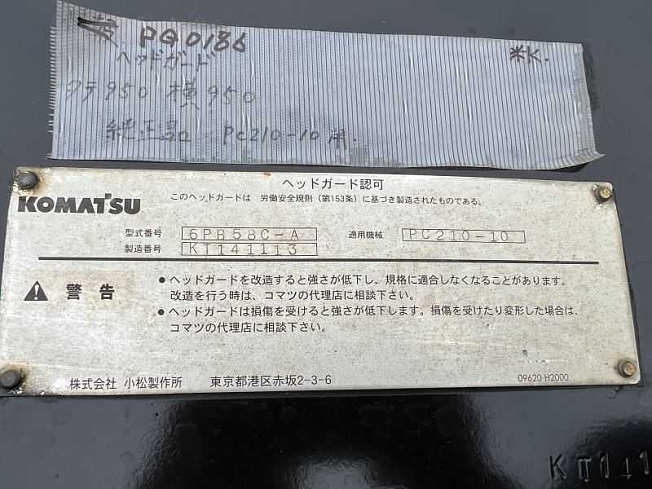 PQ0186
ヘッドガード
タテ950 横950
純正品 PC210-10用.
ヘッドガード認可
KOMATSU
このヘッドガードは 労働安全規則(第153条)に基づき製造されたものである。
型式番号 6PB58C-A 適用機械 PC210-10
製造番号 KT141113
警告
●ヘッドガードを改造すると強さが低下し、規格に適合しなくなることがあります。
改造を行う時は、コマツの代理店に相談下さい。
●ヘッドガードは損傷を受けると強さが低下します。損傷を受けたり変形した場合は、
コマツの代理店に相談下さい。
株式会社 小松製作所 東京都港区赤坂2-3-6
09620-H2000
KT141